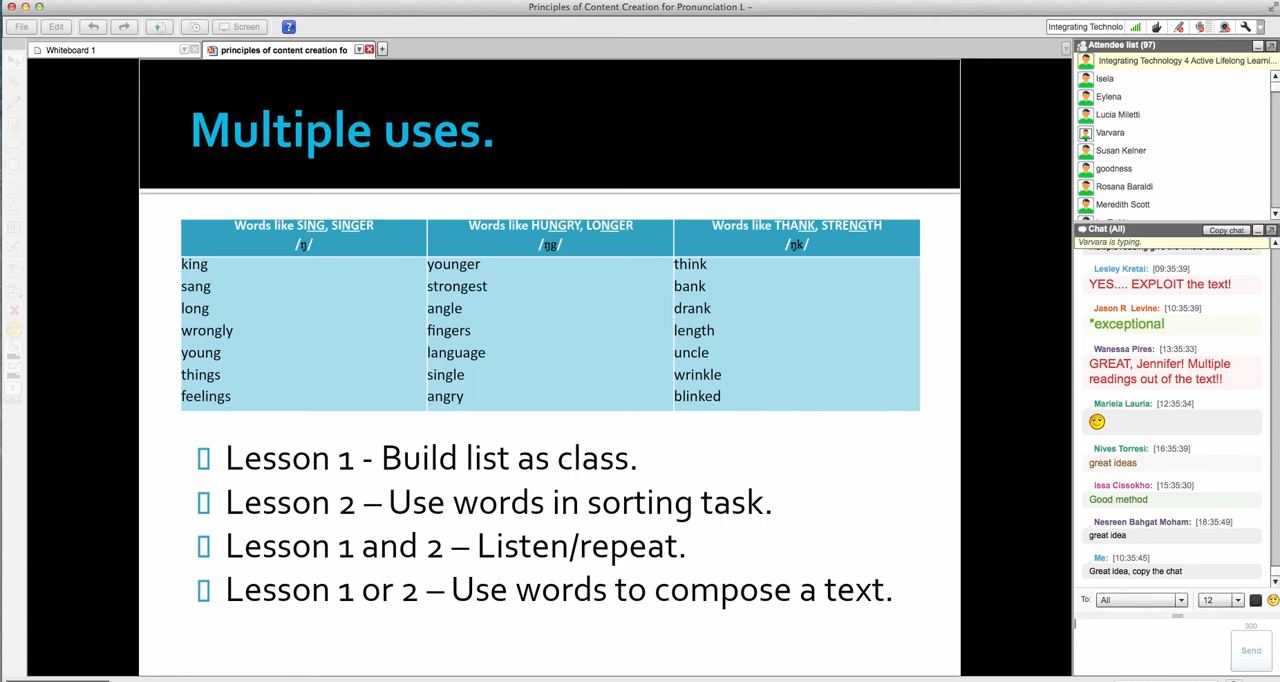 Principles of Content Creation for Pronunciation L –
File Edit Screen ?
Integrating Technolo
Whiteboard 1
principles of content creation fo
Multiple uses.
Words like SING, SINGER
/ŋ/
Words like HUNGRY, LONGER
/ŋg/
Words like THANK, STRENGTH
/ŋk/
king
sang
long
wrongly
young
things
feelings
younger
strongest
angle
fingers
language
single
angry
think
bank
drank
length
uncle
wrinkle
blinked
Lesson 1 - Build list as class.
Lesson 2 – Use words in sorting task.
Lesson 1 and 2 – Listen/repeat.
Lesson 1 or 2 – Use words to compose a text.
Attendee list (97)
Integrating Technology 4 Active Lifelong Learni...
Isela
Eylena
Lucia Miletti
Varvara
Susan Kelner
goodness
Rosana Baraldi
Meredith Scott
Chat (All)
Copy chat
Varvara is typing.
Lesley Kretai: [09:35:39]
YES.... EXPLOIT the text!
Jason R Levine: [10:35:39]
*exceptional
Wanessa Pires: [13:35:33]
GREAT, Jennifer! Multiple
readings out of the text!!
Mariela Lauria: [12:35:34]
Nives Torresi: [16:35:39]
great ideas
Issa Cissokho: [15:35:30]
Good method
Nesreen Bahgat Moham: [18:35:49]
great idea
Me: [10:35:45]
Great idea, copy the chat
To: All 12
300
Send